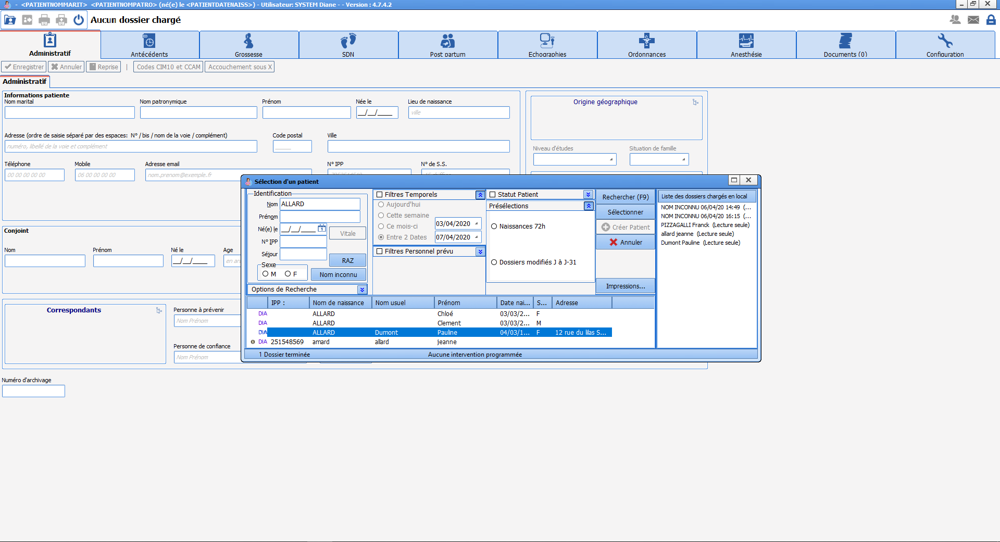 - <PATIENTNOMMARIT> <PATIENTNOMPATRO> (né(e) le <PATIENTDATENAISS>) - Utilisateur: SYSTEM Diane - - Version : 4.7.4.2
Aucun dossier chargé
Administratif
Antécédents
Grossesse
SDN
Post partum
Echographies
Ordonnances
Anesthésie
Documents (0)
Configuration
Enregistrer
Annuler
Reprise
|
Codes CIM10 et CCAM
Accouchement sous X
Administratif
Informations patiente
Nom marital
Nom patronymique
Prénom
Née le
Lieu de naissance
__/__/____
ville
Origine géographique
Adresse (ordre de saisie séparé par des espaces: N° / bis / nom de la voie / complément)
Code postal
Ville
numéro, libellé de la voie et complément
_____
Niveau d'études
Situation de famille
Téléphone
Mobile
Adresse email
N° IPP
N° de S.S.
00 00 00 00 00
06 00 00 00 00
nom.prenom@exemple.fr
Conjoint
Nom
Prénom
Né le
Age
__/__/____
en an
Correspondants
Personne à prévenir
Nom Prénom
Personne de confiance
Nom Prénom
Numéro d'archivage
Sélection d'un patient
Identification
Nom
ALLARD
Prénom
Né(e) le
__/__/____
1
Vitale
N° IPP
Séjour
RAZ
Sexe
M
F
Nom inconnu
Options de Recherche
Filtres Temporels
Aujourd'hui
Cette semaine
Ce mois-ci
03/04/2020
Entre 2 Dates
07/04/2020
Filtres Personnel prévu
Statut Patient
Présélections
Naissances 72h
Dossiers modifiés J à J-31
Rechercher (F9)
Sélectionner
Créer Patient
Annuler
Impressions...
Liste des dossiers chargés en local
NOM INCONNU 06/04/20 14:49 (...
NOM INCONNU 06/04/20 16:15 (...
PIZZAGALLI Franck (Lecture seule)
allard jeanne (Lecture seule)
Dumont Pauline (Lecture seule)
IPP : Nom de naissance Nom usuel Prénom Date nai... S... Adresse
DIA ALLARD Chloé 03/03/2... F
DIA ALLARD Clement 03/03/2... M
DIA ALLARD Dumont Pauline 04/03/1... F 12 rue du lilas S...
DIA 251548569 amard allard jeanne
1 Dossier terminée
Aucune intervention programmée